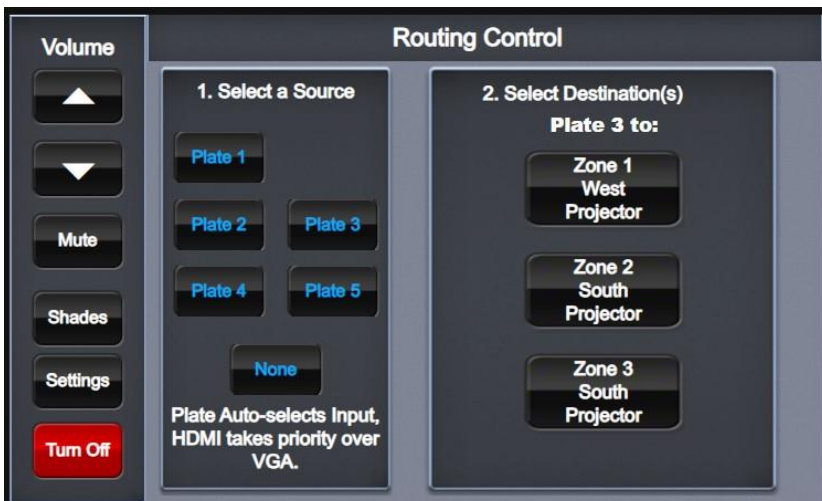 Volume
Mute
Shades
Settings
Turn Off
Routing Control
1. Select a Source
Plate 1
Plate 2
Plate 3
Plate 4
Plate 5
None
Plate Auto-selects Input,
HDMI takes priority over
VGA.
2. Select Destination(s)
Plate 3 to:
Zone 1
West
Projector
Zone 2
South
Projector
Zone 3
South
Projector